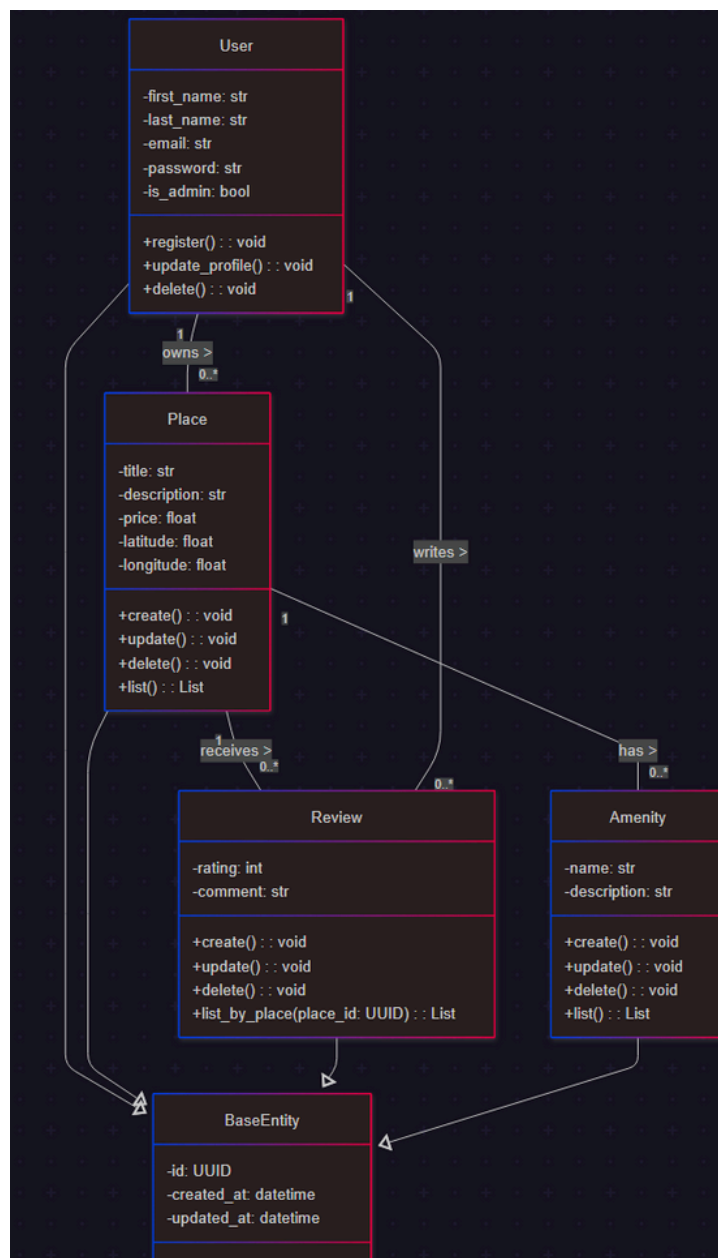 User
-first_name: str
-last_name: str
-email: str
-password: str
-is_admin: bool
+register() : : void
+update_profile() : : void
+delete() : : void
1
1
owns >
0..*
Place
-title: str
-description: str
-price: float
-latitude: float
-longitude: float
writes >
+create() : : void
+update() : : void
+delete() : : void
+list() : : List
1
1
receives >
0..*
has >
0..*
0..*
Review
-rating: int
-comment: str
+create() : : void
+update() : : void
+delete() : : void
+list_by_place(place_id: UUID) : : List
Amenity
-name: str
-description: str
+create() : : void
+update() : : void
+delete() : : void
+list() : : List
BaseEntity
-id: UUID
-created_at: datetime
-updated_at: datetime